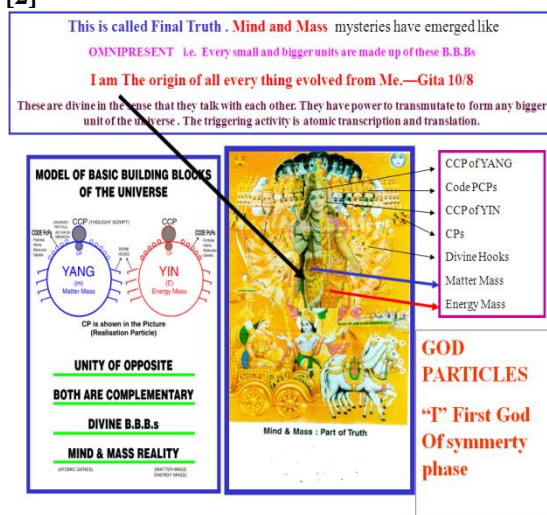 [2]
This is called Final Truth . Mind and Mass mysteries have emerged like
OMNIPRESENT i.e. Every small and bigger units are made up of these B.B.Bs
I am The origin of all every thing evolved from Me.—Gita 10/8
These are divine in the sense that they talk with each other. They have power to transmutate to form any bigger
unit of the universe . The triggering activity is atomic transcription and translation.
MODEL OF BASIC BUILDING BLOCKS
OF THE UNIVERSE
CCP (THOUGHT SCRIPT)
CCP
CODE PCPs
CODE PCPs
CP
CP
DIVINE
HOOKS
YANG
(m)
Matter Mass
YIN
(E)
Energy Mass
CP is shown in the Picture
(Realisation Particle)
UNITY OF OPPOSITE
BOTH ARE COMPLEMENTARY
DIVINE B.B.B.s
MIND & MASS REALITY
(ATOMIC GENES)
(MATTER MASS
ENERGY MASS)
Mind & Mass : Part of Truth
CCP of YANG
Code PCPs
CCP of YIN
CPs
Divine Hooks
Matter Mass
Energy Mass
GOD
PARTICLES
“I” First God
Of symmerty
phase